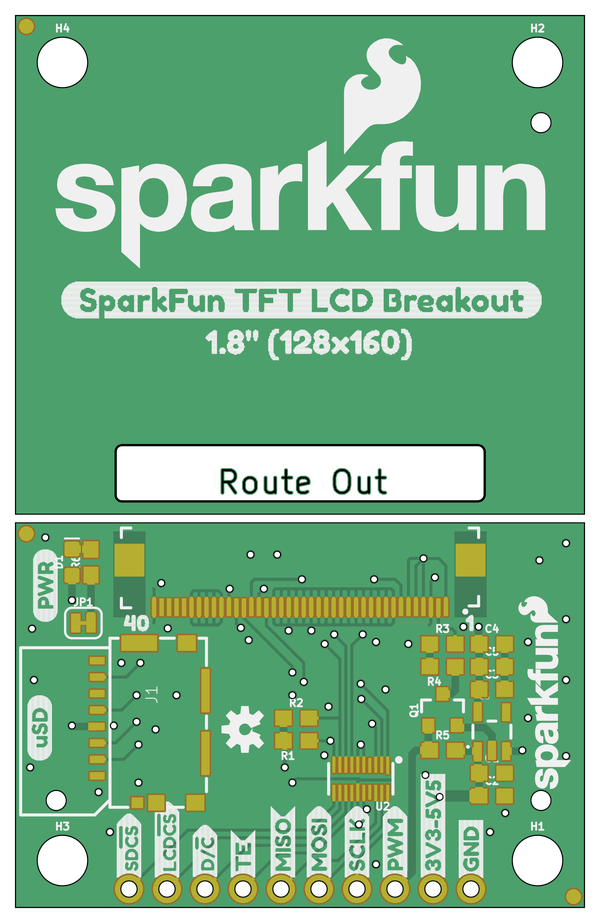 H4 H2
sparkfun
SparkFun TFT LCD Breakout
1.8" (128x160)
Route Out
PWR
JP1
40
1
R3 C4
R4
Q1
R5
R2
R1
J1
uSD
U2
sparkfun
H3 H1
SDCS
LCDCS
D/C
TE
MISO
MOSI
SCLK
PWM
3V3-5V5
GND